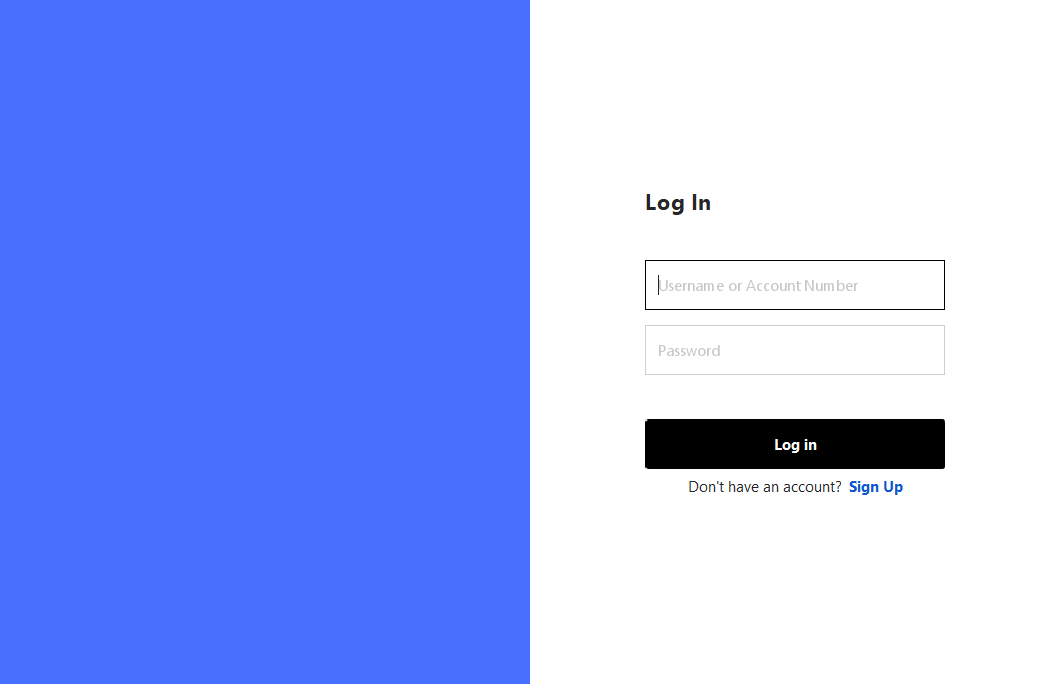 Log In
Username or Account Number
Password
Log in
Don't have an account? Sign Up